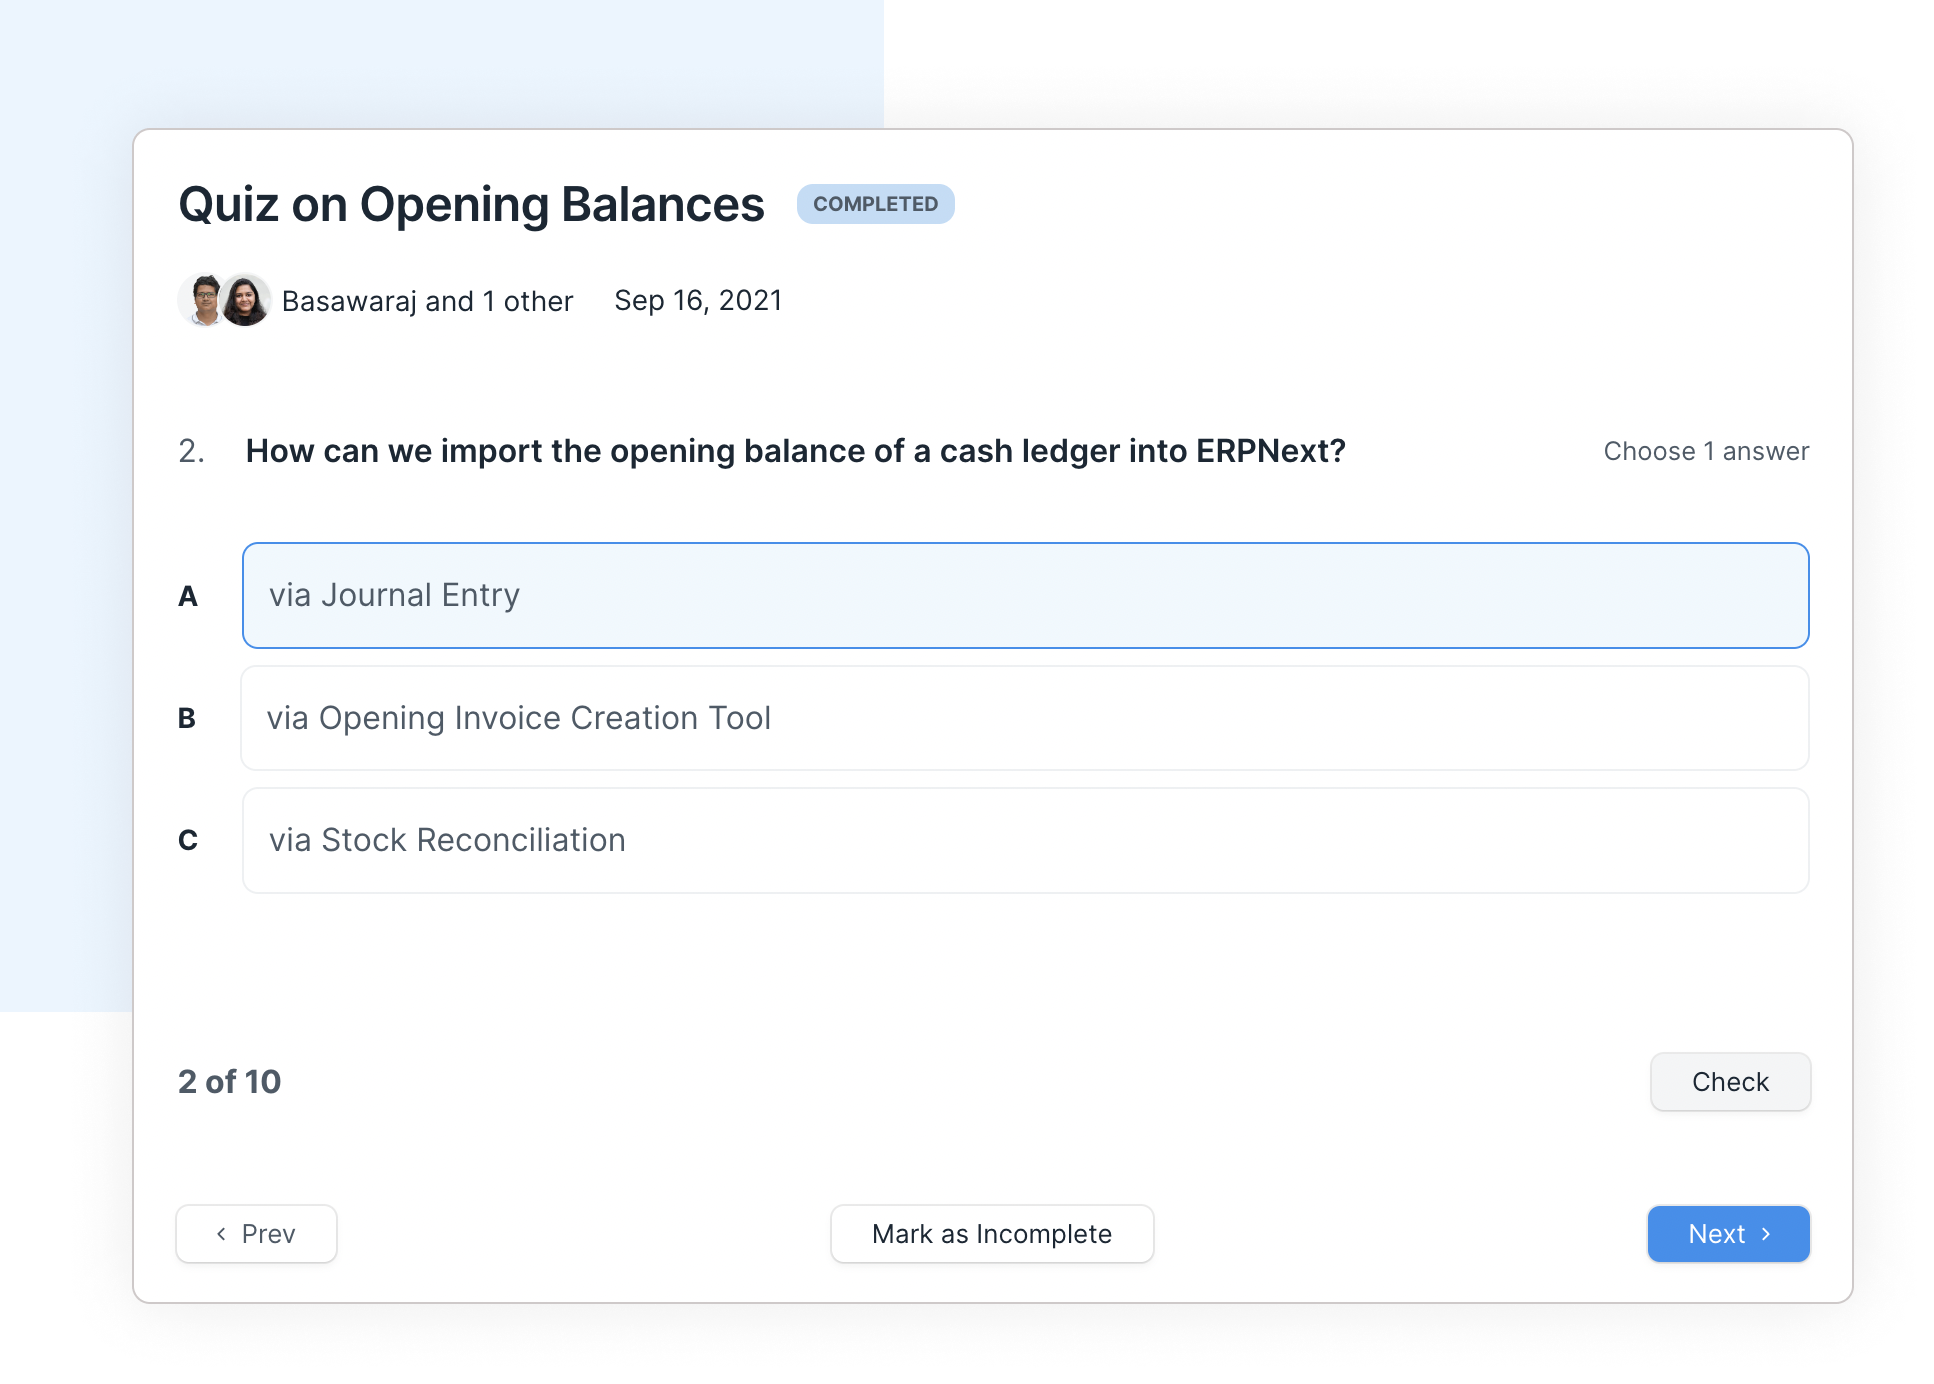 Quiz on Opening Balances COMPLETED
Basawaraj and 1 other Sep 16, 2021
2. How can we import the opening balance of a cash ledger into ERPNext? Choose 1 answer
A via Journal Entry
B via Opening Invoice Creation Tool
C via Stock Reconciliation
2 of 10 Check
Prev Mark as Incomplete Next